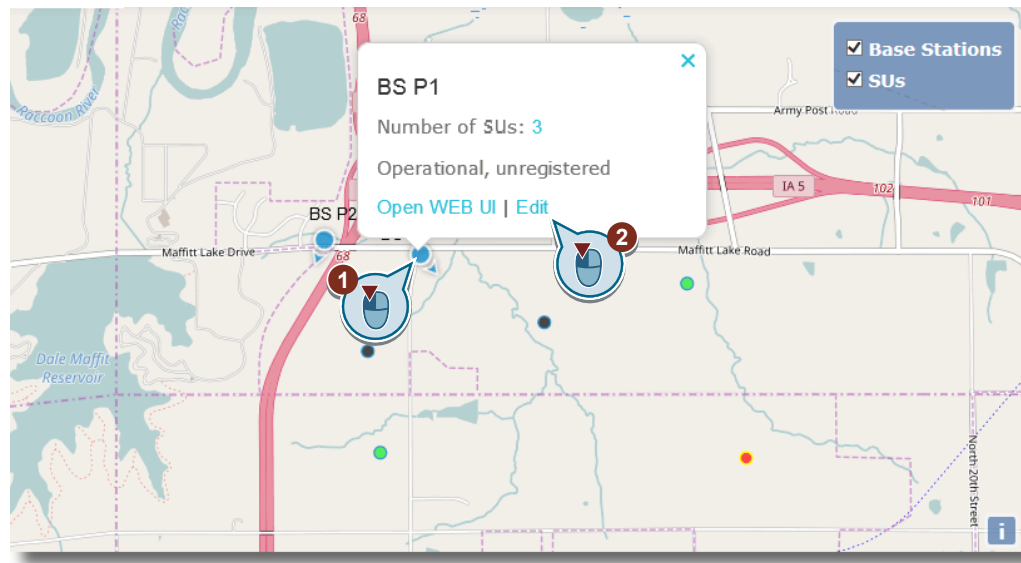 68
Raccoon River
BS P1
Number of SUs: 3
Operational, unregistered
Open WEB UI | Edit
Base Stations
SUs
Army Post Road
IA 5
102
101
BS P2
Maffitt Lake Drive
68
Maffitt Lake Road
1
2
Dale Maffit
Reservoir
North 20th Street
i